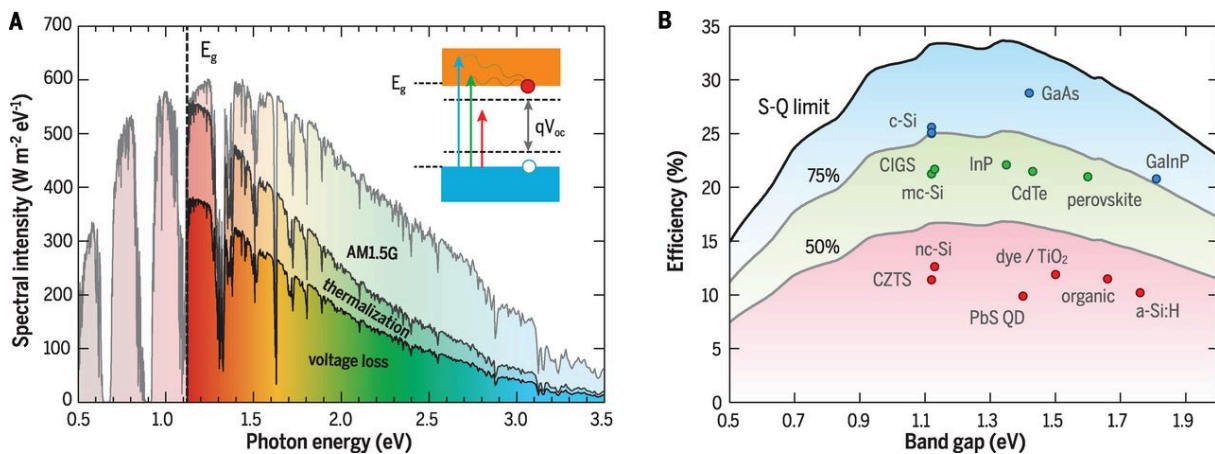 A
Spectral intensity (W m⁻² eV⁻¹)
700
600
500
400
300
200
100
0
E_g
E_g
qV_oc
AM1.5G
thermalization
voltage loss
0.5 1.0 1.5 2.0 2.5 3.0 3.5
Photon energy (eV)
B
Efficiency (%)
35
30
25
20
15
10
5
0
S-Q limit
75%
50%
GaAs
c-Si
CIGS
mc-Si
InP
CdTe
perovskite
GaInP
nc-Si
CZTS
dye / TiO₂
PbS QD
organic
a-Si:H
0.5 0.7 0.9 1.1 1.3 1.5 1.7 1.9
Band gap (eV)